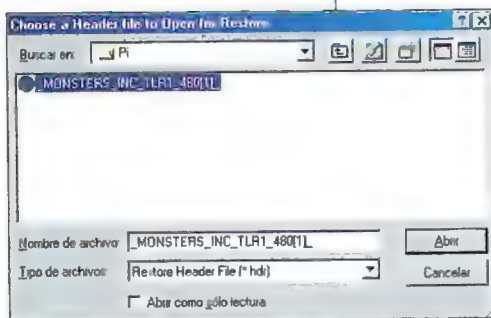 Choose a Header file to Open for Restore
Buscar en: Pi
_MONSTERS_INC_TLR1_480[1]_
Nombre de archivo: _MONSTERS_INC_TLR1_480[1]_
Abrir
Tipo de archivos: Restore Header File (*.hdr)
Cancelar
Abrir como sólo lectura